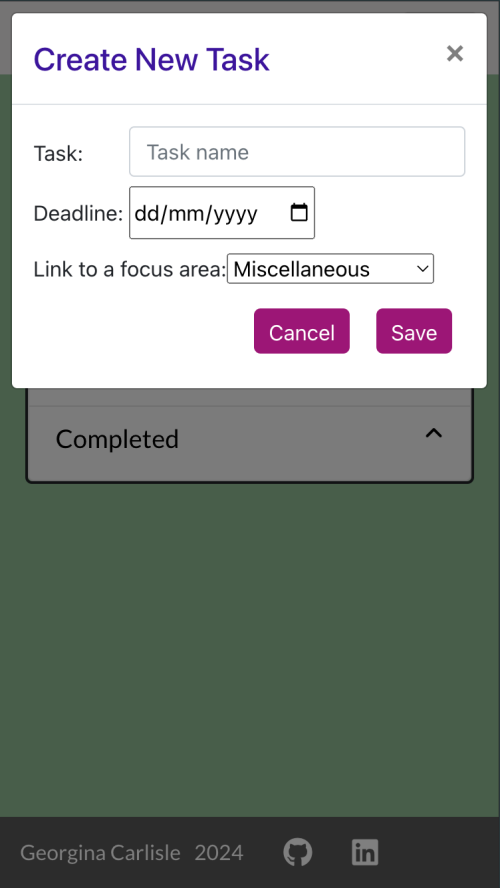 Create New Task ×
Task: Task name
Deadline: dd/mm/yyyy
Link to a focus area: Miscellaneous
Cancel Save
Completed
Georgina Carlisle 2024